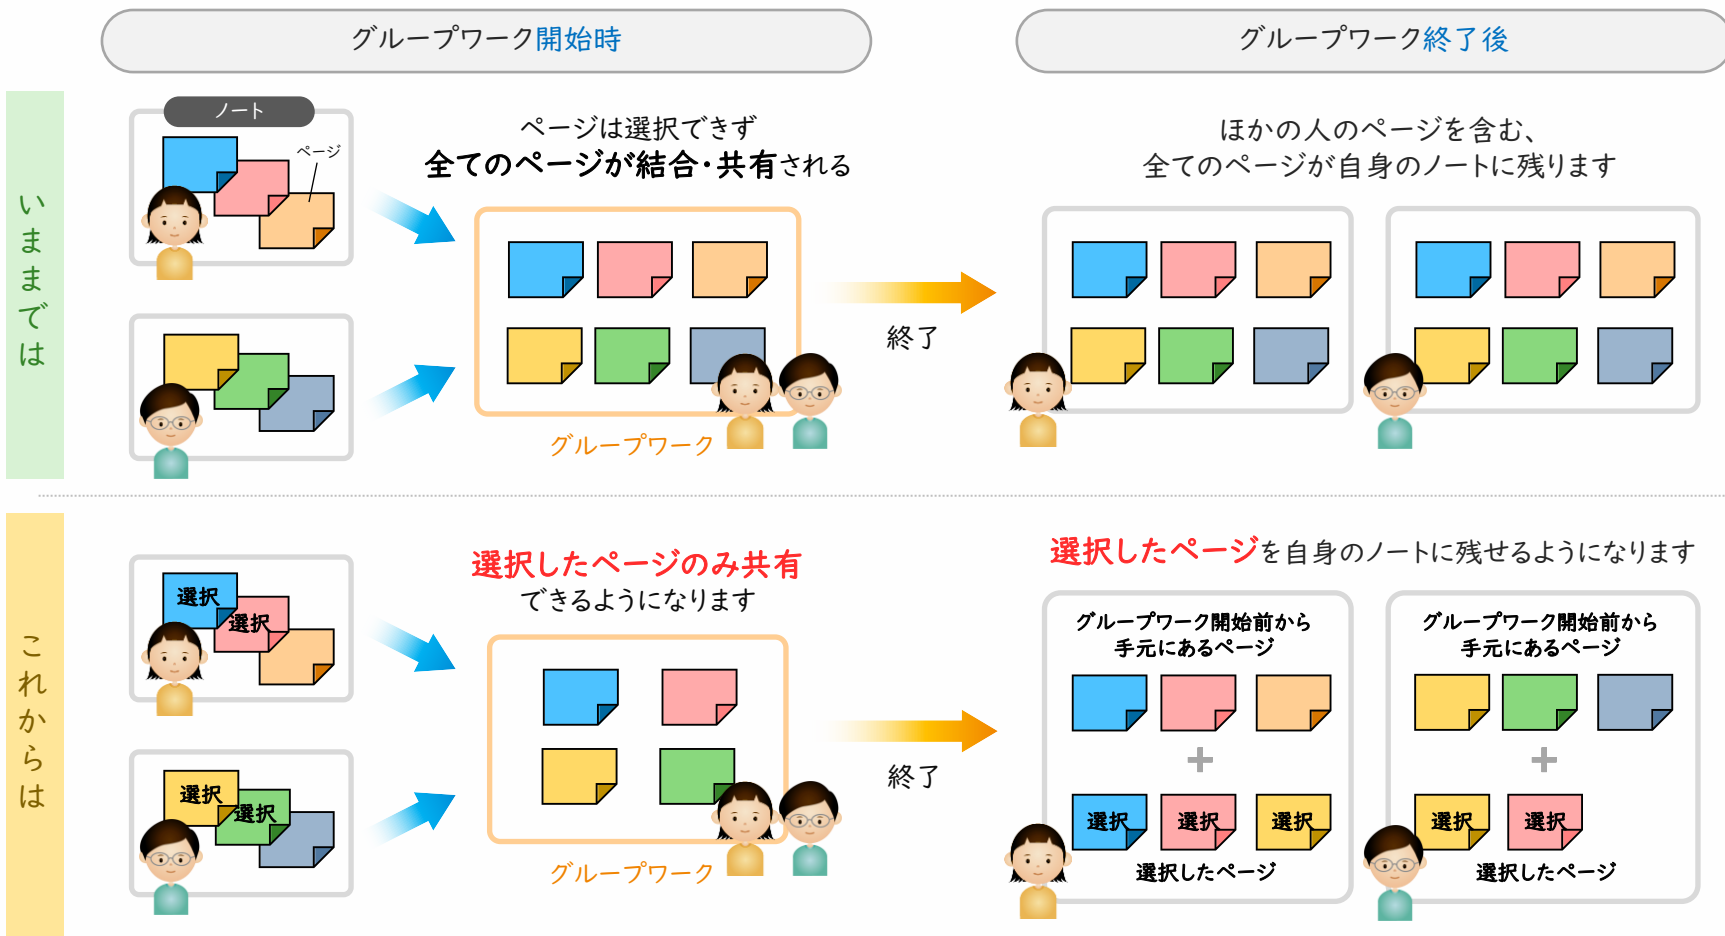 グループワーク開始時
グループワーク終了後
いままでは
ノート
ページ
ページは選択できず
全てのページが結合・共有される
グループワーク
終了
ほかの人のページを含む、
全てのページが自身のノートに残ります
これからは
選択
選択
選択
選択
選択したページのみ共有
できるようになります
グループワーク
終了
選択したページを自身のノートに残せるようになります
グループワーク開始前から
手元にあるページ
選択
選択
選択
選択したページ
グループワーク開始前から
手元にあるページ
選択
選択
選択したページ